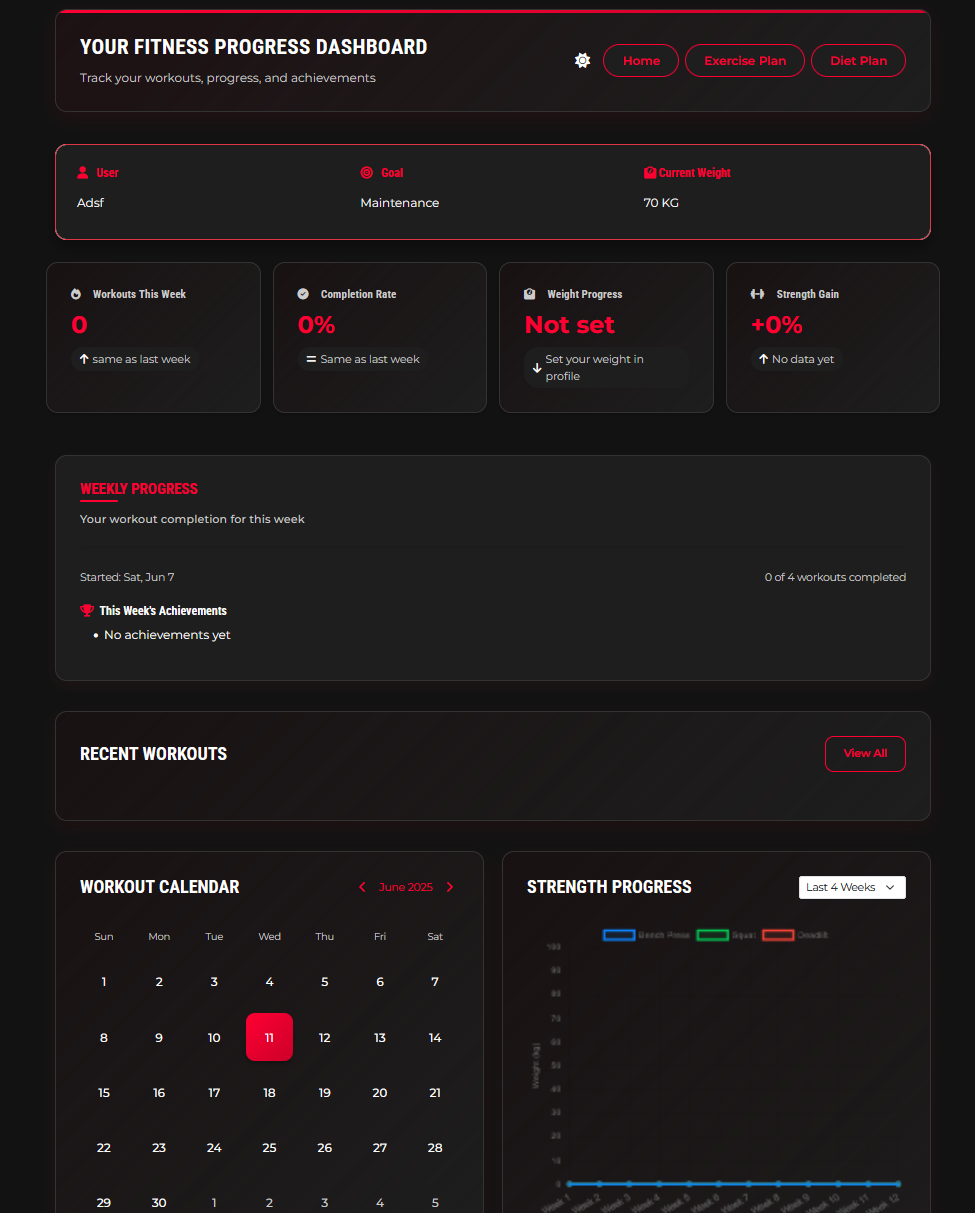 YOUR FITNESS PROGRESS DASHBOARD
Track your workouts, progress, and achievements
Home
Exercise Plan
Diet Plan
User
Goal
Current Weight
Adsf
Maintenance
70 KG
Workouts This Week
0
same as last week
Completion Rate
0%
Same as last week
Weight Progress
Not set
Set your weight in
profile
Strength Gain
+0%
No data yet
WEEKLY PROGRESS
Your workout completion for this week
Started: Sat, Jun 7
0 of 4 workouts completed
This Week's Achievements
• No achievements yet
RECENT WORKOUTS
View All
WORKOUT CALENDAR
June 2025
Sun Mon Tue Wed Thu Fri Sat
1 2 3 4 5 6 7
8 9 10 11 12 13 14
15 16 17 18 19 20 21
22 23 24 25 26 27 28
29 30 1 2 3 4 5
STRENGTH PROGRESS
Last 4 Weeks
Bench Press Squat Deadlift
Weight (kg)
100
90
80
70
60
50
40
30
20
10
0
Week 1 Week 2 Week 3 Week 4 Week 5 Week 6 Week 7 Week 8 Week 9 Week 10 Week 11 Week 12